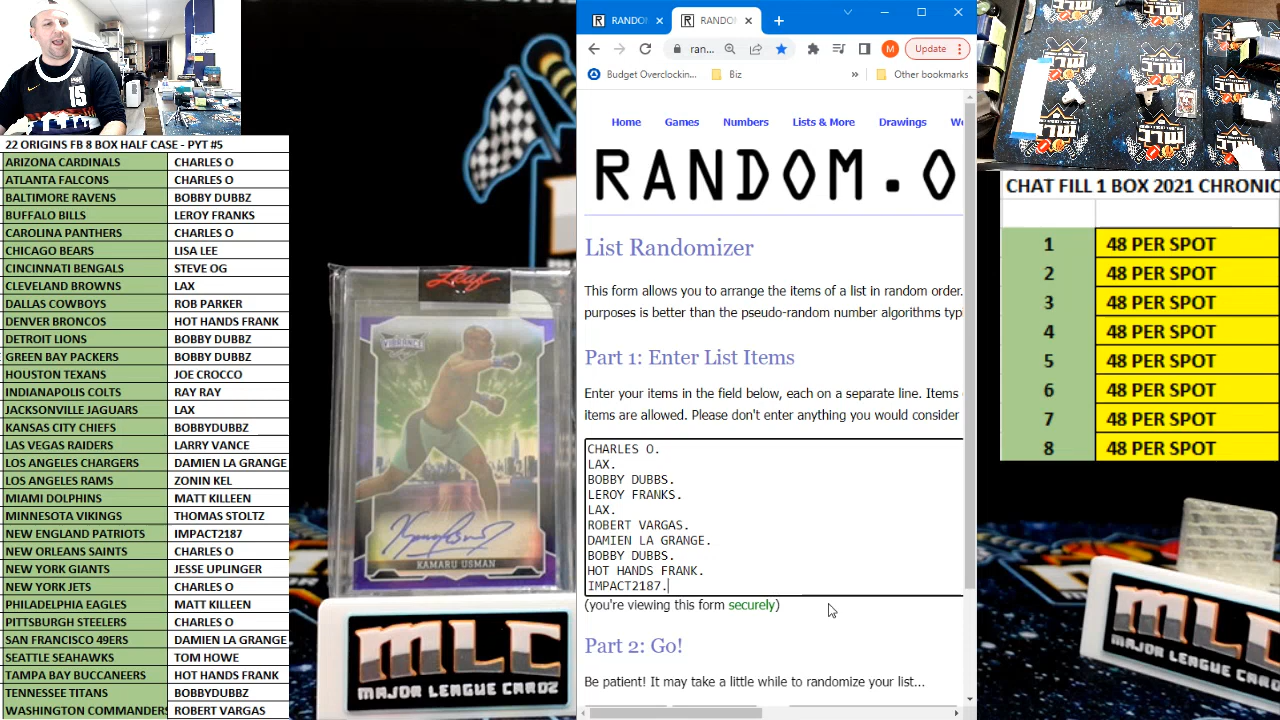 22 ORIGINS FB 8 BOX HALF CASE - PYT #5
ARIZONA CARDINALS CHARLES O
ATLANTA FALCONS CHARLES O
BALTIMORE RAVENS BOBBY DUBBZ
BUFFALO BILLS LEROY FRANKS
CAROLINA PANTHERS CHARLES O
CHICAGO BEARS LISA LEE
CINCINNATI BENGALS STEVE OG
CLEVELAND BROWNS LAX
DALLAS COWBOYS ROB PARKER
DENVER BRONCOS HOT HANDS FRANK
DETROIT LIONS BOBBY DUBBZ
GREEN BAY PACKERS BOBBY DUBBZ
HOUSTON TEXANS JOE CROCCO
INDIANAPOLIS COLTS RAY RAY
JACKSONVILLE JAGUARS LAX
KANSAS CITY CHIEFS BOBBYDUBBZ
LAS VEGAS RAIDERS LARRY VANCE
LOS ANGELES CHARGERS DAMIEN LA GRANGE
LOS ANGELES RAMS ZONIN KEL
MIAMI DOLPHINS MATT KILLEEN
MINNESOTA VIKINGS THOMAS STOLTZ
NEW ENGLAND PATRIOTS IMPACT2187
NEW ORLEANS SAINTS CHARLES O
NEW YORK GIANTS JESSE UPLINGER
NEW YORK JETS CHARLES O
PHILADELPHIA EAGLES MATT KILLEEN
PITTSBURGH STEELERS CHARLES O
SAN FRANCISCO 49ERS DAMIEN LA GRANGE
SEATTLE SEAHAWKS TOM HOWE
TAMPA BAY BUCCANEERS HOT HANDS FRANK
TENNESSEE TITANS BOBBYDUBBZ
WASHINGTON COMMANDERS ROBERT VARGAS
15
Leaf
VIBRANCE
KAMARU USMAN
MLC
MAJOR LEAGUE CARDZ
RANDO RANDO
ran... M Update
Budget Overclockin... Biz » Other bookmarks
Home Games Numbers Lists & More Drawings We
RANDOM.O
List Randomizer
This form allows you to arrange the items of a list in random order.
purposes is better than the pseudo-random number algorithms typ
Part 1: Enter List Items
Enter your items in the field below, each on a separate line. Items
items are allowed. Please don't enter anything you would consider
CHARLES O.
LAX.
BOBBY DUBBS.
LEROY FRANKS.
LAX.
ROBERT VARGAS.
DAMIEN LA GRANGE.
BOBBY DUBBS.
HOT HANDS FRANK.
IMPACT2187.
(you're viewing this form securely)
Part 2: Go!
Be patient! It may take a little while to randomize your list...
CHAT FILL 1 BOX 2021 CHRONIC
1 48 PER SPOT
2 48 PER SPOT
3 48 PER SPOT
4 48 PER SPOT
5 48 PER SPOT
6 48 PER SPOT
7 48 PER SPOT
8 48 PER SPOT
MLC
MAJOR LEAGUE CARDZ